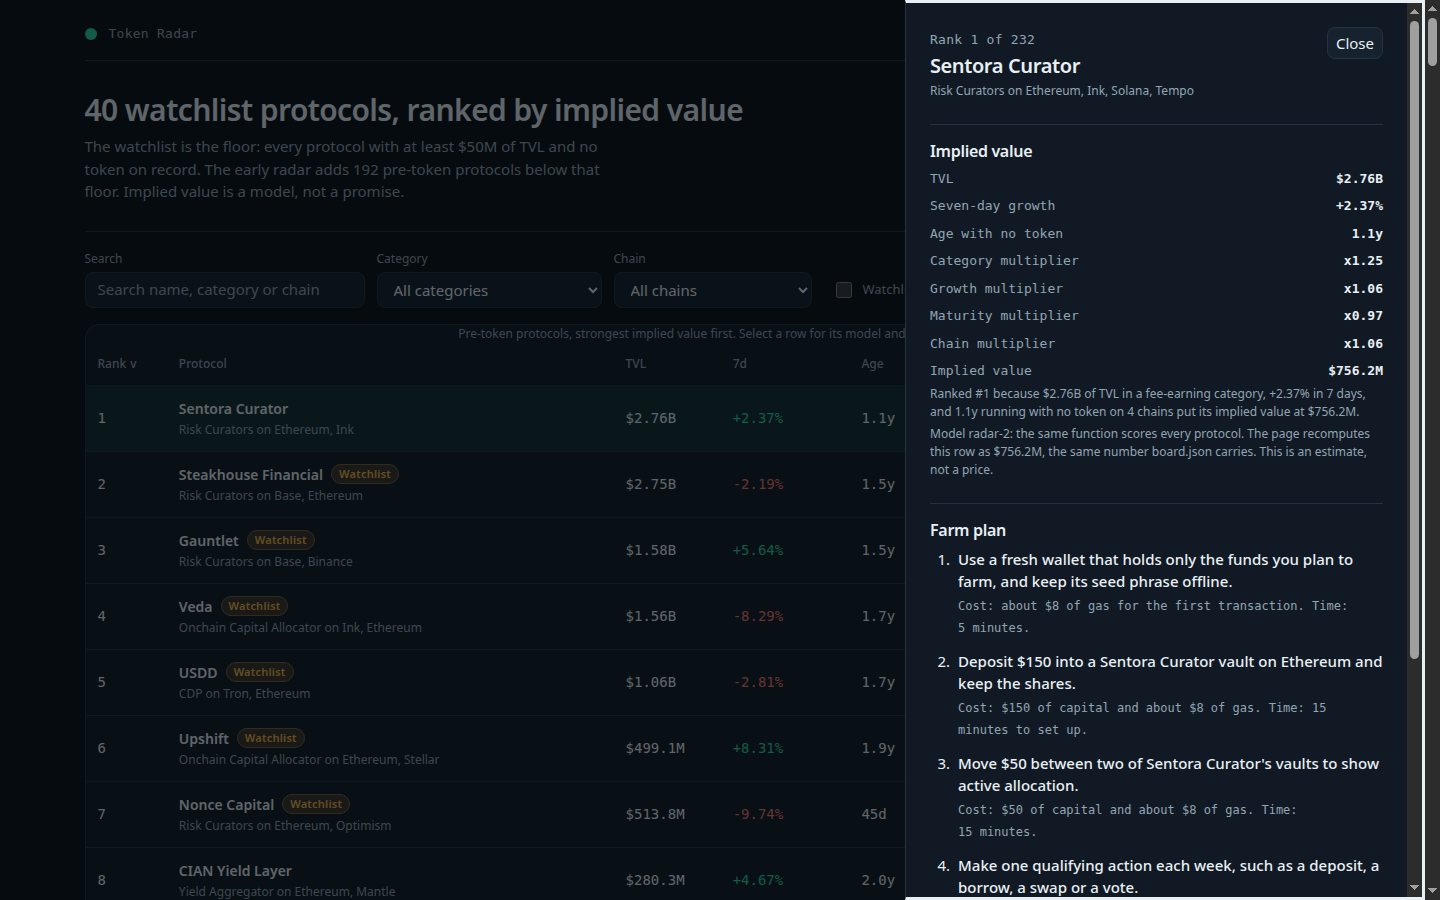 Token Radar
40 watchlist protocols, ranked by implied value
The watchlist is the floor: every protocol with at least $50M of TVL and no
token on record. The early radar adds 192 pre-token protocols below that
floor. Implied value is a model, not a promise.
Search
Category
Chain
Search name, category or chain
All categories
All chains
Watchl
Pre-token protocols, strongest implied value first. Select a row for its model and
Rank v
Protocol
TVL
7d
Age
1
Sentora Curator
Risk Curators on Ethereum, Ink
$2.76B
+2.37%
1.1y
2
Steakhouse Financial
Watchlist
Risk Curators on Base, Ethereum
$2.75B
-2.19%
1.5y
3
Gauntlet
Watchlist
Risk Curators on Base, Binance
$1.58B
+5.64%
1.5y
4
Veda
Watchlist
Onchain Capital Allocator on Ink, Ethereum
$1.56B
-8.29%
1.7y
5
USDD
Watchlist
CDP on Tron, Ethereum
$1.06B
-2.81%
1.7y
6
Upshift
Watchlist
Onchain Capital Allocator on Ethereum, Stellar
$499.1M
+8.31%
1.9y
7
Nonce Capital
Watchlist
Risk Curators on Ethereum, Optimism
$513.8M
-9.74%
45d
8
CIAN Yield Layer
Yield Aggregator on Ethereum, Mantle
$280.3M
+4.67%
2.0y
Rank 1 of 232
Close
Sentora Curator
Risk Curators on Ethereum, Ink, Solana, Tempo
Implied value
TVL $2.76B
Seven-day growth +2.37%
Age with no token 1.1y
Category multiplier x1.25
Growth multiplier x1.06
Maturity multiplier x0.97
Chain multiplier x1.06
Implied value $756.2M
Ranked #1 because $2.76B of TVL in a fee-earning category, +2.37% in 7 days,
and 1.1y running with no token on 4 chains put its implied value at $756.2M.
Model radar-2: the same function scores every protocol. The page recomputes
this row as $756.2M, the same number board.json carries. This is an estimate,
not a price.
Farm plan
1. Use a fresh wallet that holds only the funds you plan to
farm, and keep its seed phrase offline.
Cost: about $8 of gas for the first transaction. Time:
5 minutes.
2. Deposit $150 into a Sentora Curator vault on Ethereum and
keep the shares.
Cost: $150 of capital and about $8 of gas. Time: 15
minutes to set up.
3. Move $50 between two of Sentora Curator's vaults to show
active allocation.
Cost: $50 of capital and about $8 of gas. Time:
15 minutes.
4. Make one qualifying action each week, such as a deposit, a
borrow, a swap or a vote.